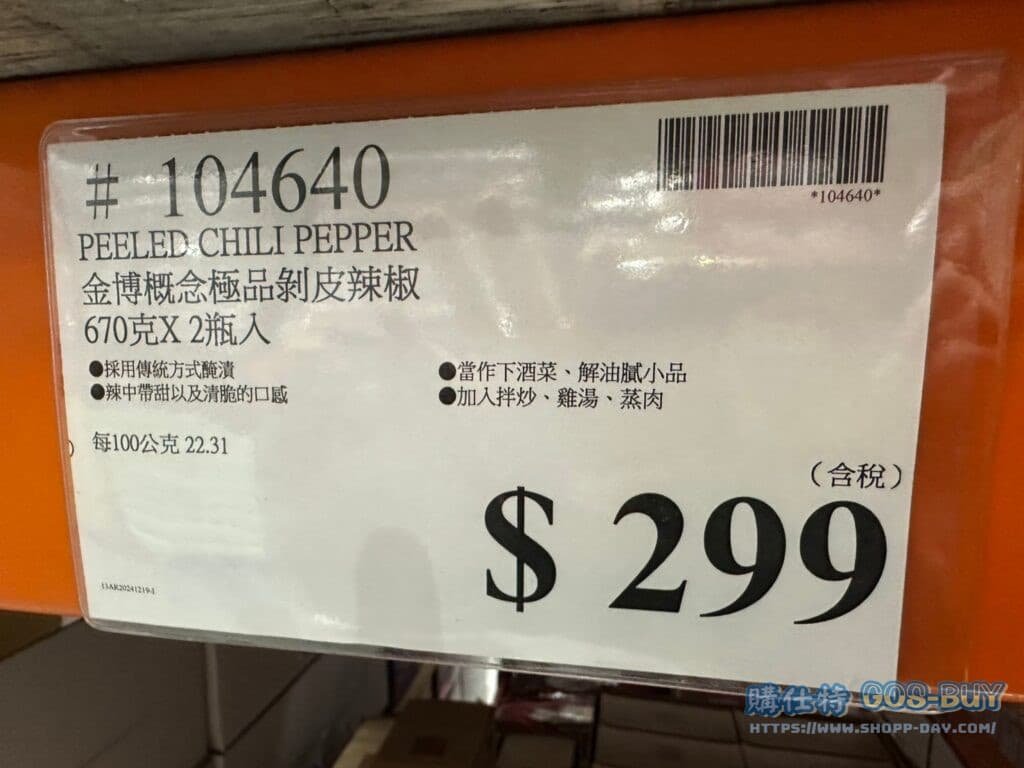 # 104640
*104640*
PEELED CHILI PEPPER
金博概念極品剝皮辣椒
670克X 2瓶入
●採用傳統方式醃漬
●辣中帶甜以及清脆的口感
●當作下酒菜、解油膩小品
●加入拌炒、雞湯、蒸肉
每100公克 22.31
(含稅)
$ 299
13AR20241219-1
購仕特 GOS-BUY
HTTPS://WWW.SHOPP-DAY.COM/